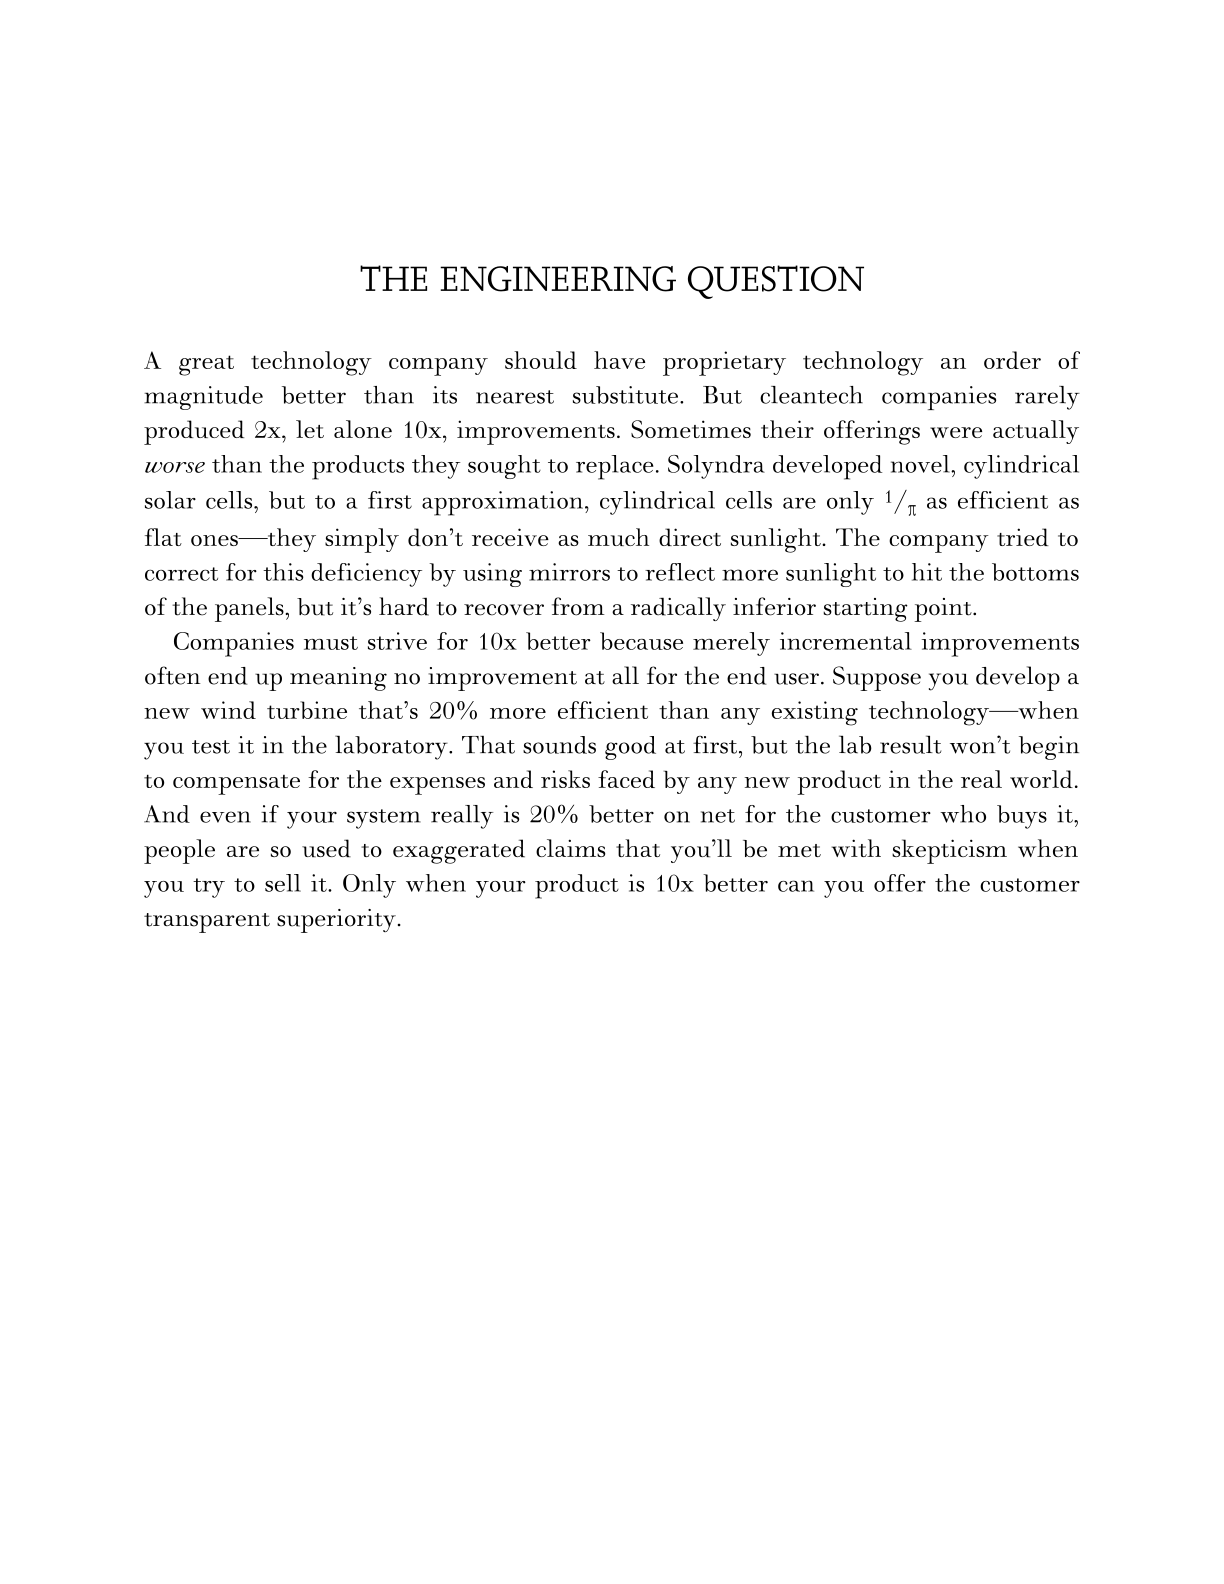 THE ENGINEERING QUESTION
A great technology company should have proprietary technology an order of
magnitude better than its nearest substitute. But cleantech companies rarely
produced 2x, let alone 10x, improvements. Sometimes their offerings were actually
worse than the products they sought to replace. Solyndra developed novel, cylindrical
solar cells, but to a first approximation, cylindrical cells are only 1/π as efficient as
flat ones—they simply don’t receive as much direct sunlight. The company tried to
correct for this deficiency by using mirrors to reflect more sunlight to hit the bottoms
of the panels, but it’s hard to recover from a radically inferior starting point.
Companies must strive for 10x better because merely incremental improvements
often end up meaning no improvement at all for the end user. Suppose you develop a
new wind turbine that’s 20% more efficient than any existing technology—when
you test it in the laboratory. That sounds good at first, but the lab result won’t begin
to compensate for the expenses and risks faced by any new product in the real world.
And even if your system really is 20% better on net for the customer who buys it,
people are so used to exaggerated claims that you’ll be met with skepticism when
you try to sell it. Only when your product is 10x better can you offer the customer
transparent superiority.